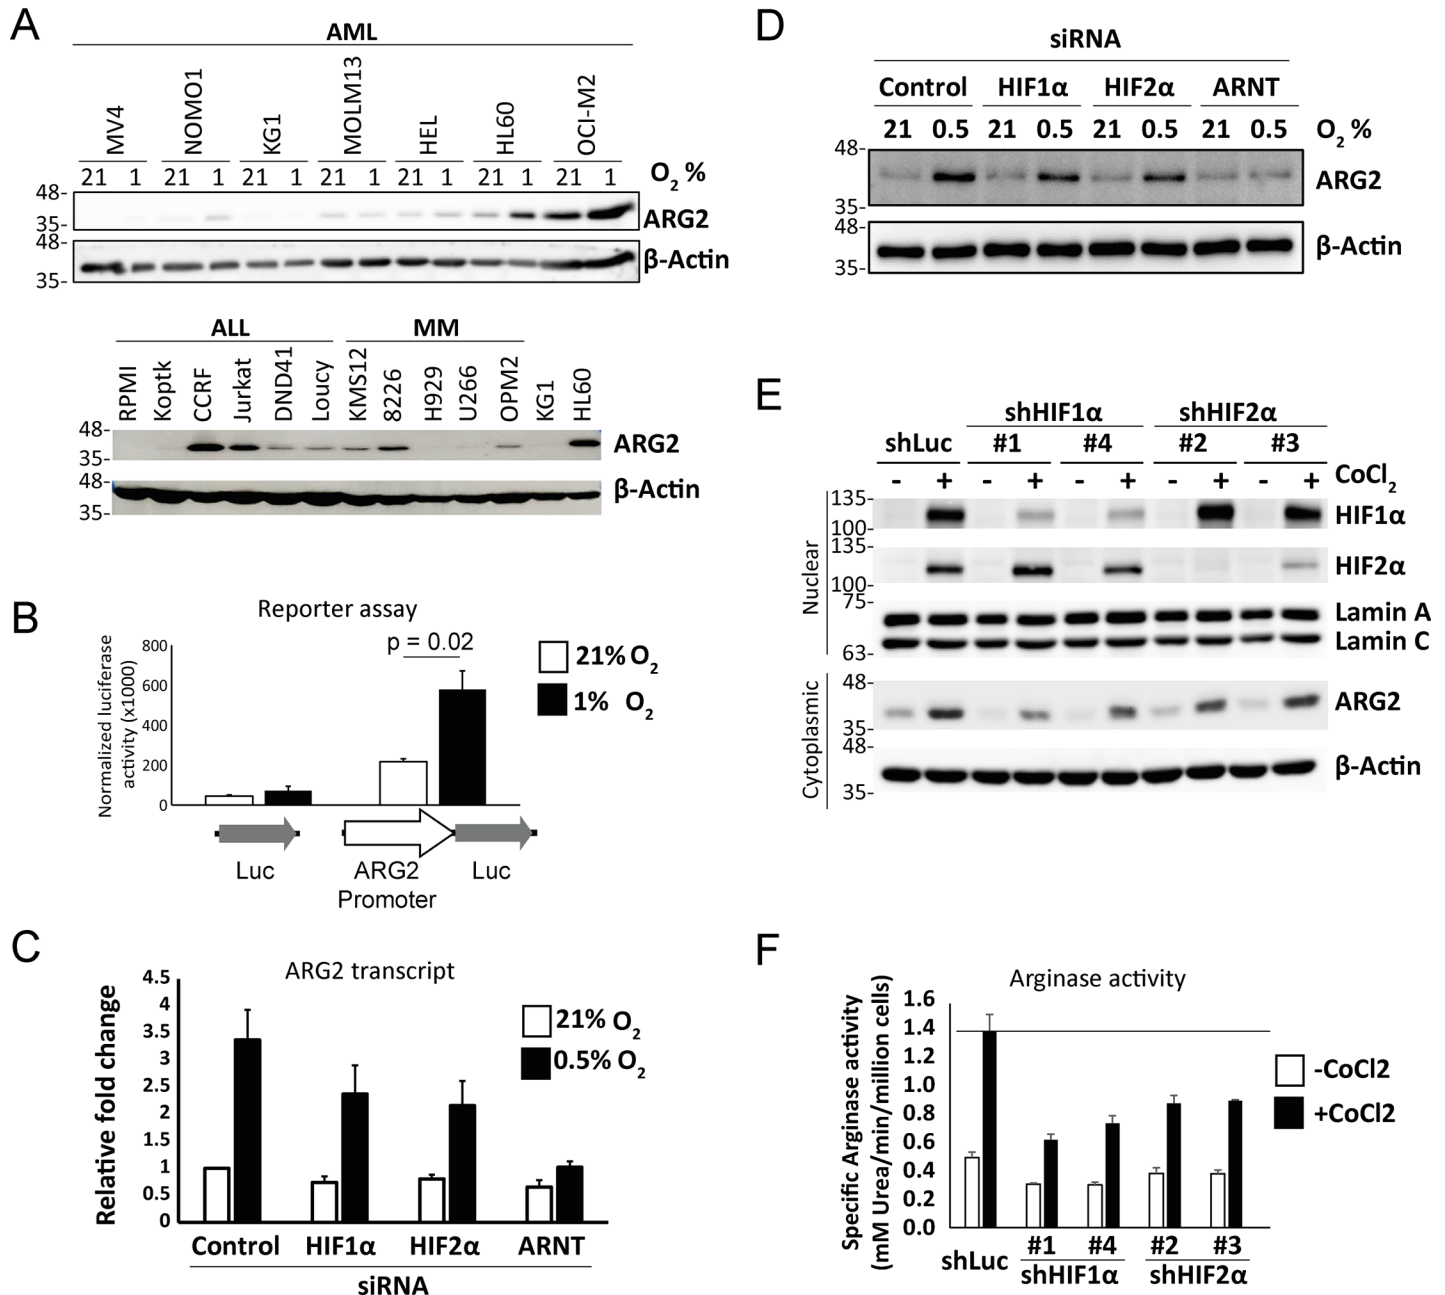 A
AML
MV4 NOMO1 KG1 MOLM13 HEL HL60 OCI-M2
21 1 21 1 21 1 21 1 21 1 21 1 21 1 O2 %
48-
35-
ARG2
48-
35-
β-Actin
ALL MM
RPMI Koptk CCRF Jurkat DND41 Loucy KMS12 8226 H929 U266 OPM2 KG1 HL60
48-
35-
ARG2
48-
35-
β-Actin
B
Reporter assay
Normalized luciferase
activity (x1000)
800
600
400
200
0
p = 0.02
21% O2
1% O2
Luc
ARG2
Promoter
Luc
C
ARG2 transcript
Relative fold change
4.5
4
3.5
3
2.5
2
1.5
1
0.5
0
21% O2
0.5% O2
Control HIF1α HIF2α ARNT
siRNA
D
siRNA
Control HIF1α HIF2α ARNT
21 0.5 21 0.5 21 0.5 21 0.5 O2 %
48-
35-
ARG2
48-
35-
β-Actin
E
shHIF1α shHIF2α
shLuc #1 #4 #2 #3
- + - + - + - + - + CoCl2
Nuclear
135-
100-
HIF1α
135-
100-
HIF2α
75-
63-
Lamin A
Lamin C
Cytoplasmic
48-
35-
ARG2
48-
35-
β-Actin
F
Arginase activity
Specific Arginase activity
(mM Urea/min/million cells)
1.6
1.4
1.2
1.0
0.8
0.6
0.4
0.2
0.0
-CoCl2
+CoCl2
shLuc #1 #4 #2 #3
shHIF1α shHIF2α